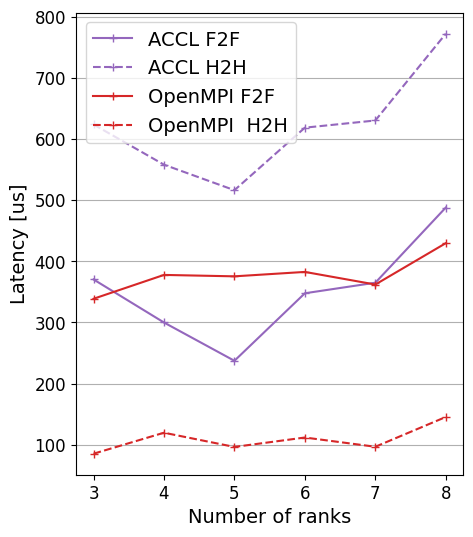 800
700
600
500
400
300
200
100
Latency [us]
ACCL F2F
ACCL H2H
OpenMPI F2F
OpenMPI  H2H
3 4 5 6 7 8
Number of ranks